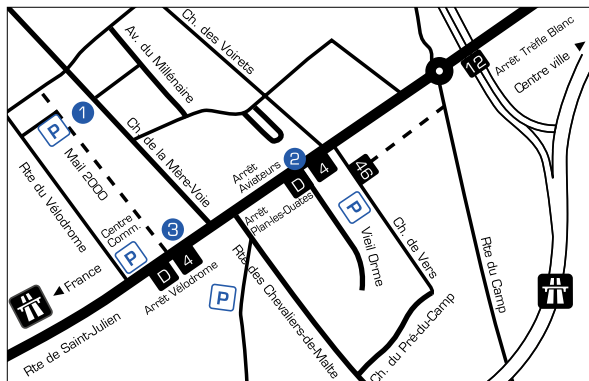 Ch. des Voirets
Av. du Millénaire
12
Arrêt Trèfle Blanc
Centre ville
1
P
Mail 2000
Ch. de la Mère-Voie
Rte du Vélodrome
Arrêt
Aviateurs
2
D
4
46
Arrêt
Plan-les-Ouates
P
Vieil Orme
Ch. de Vers
Rte du Camp
Centre
Comm.
P
3
D
4
Arrêt Vélodrome
France
P
Rte de Saint-Julien
Rte des Chevaliers-de-Malte
Ch. du Pré-du-Camp